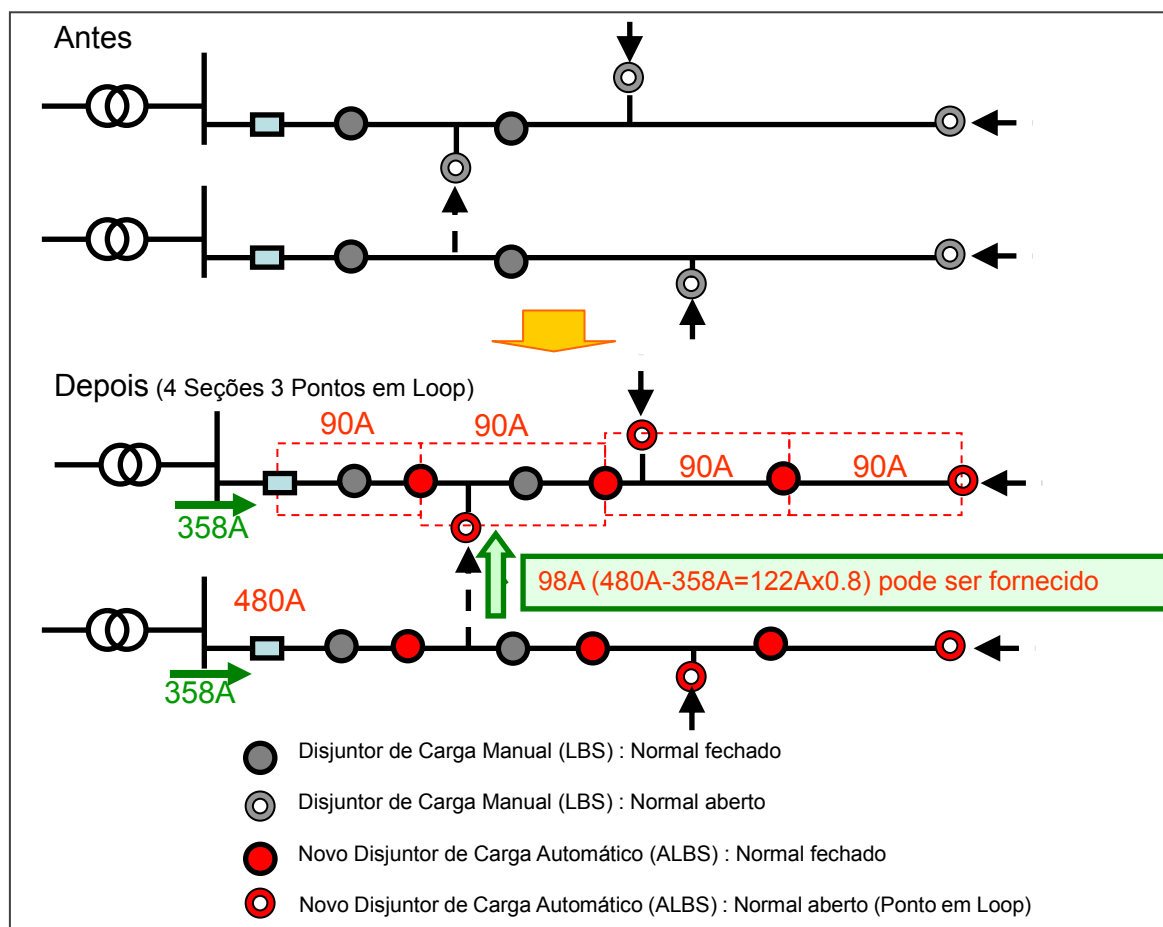 Antes
Depois (4 Seções 3 Pontos em Loop)
90A
90A
90A
90A
358A
98A (480A-358A=122Ax0.8) pode ser fornecido
480A
358A
Disjuntor de Carga Manual (LBS) : Normal fechado
Disjuntor de Carga Manual (LBS) : Normal aberto
Novo Disjuntor de Carga Automático (ALBS) : Normal fechado
Novo Disjuntor de Carga Automático (ALBS) : Normal aberto (Ponto em Loop)